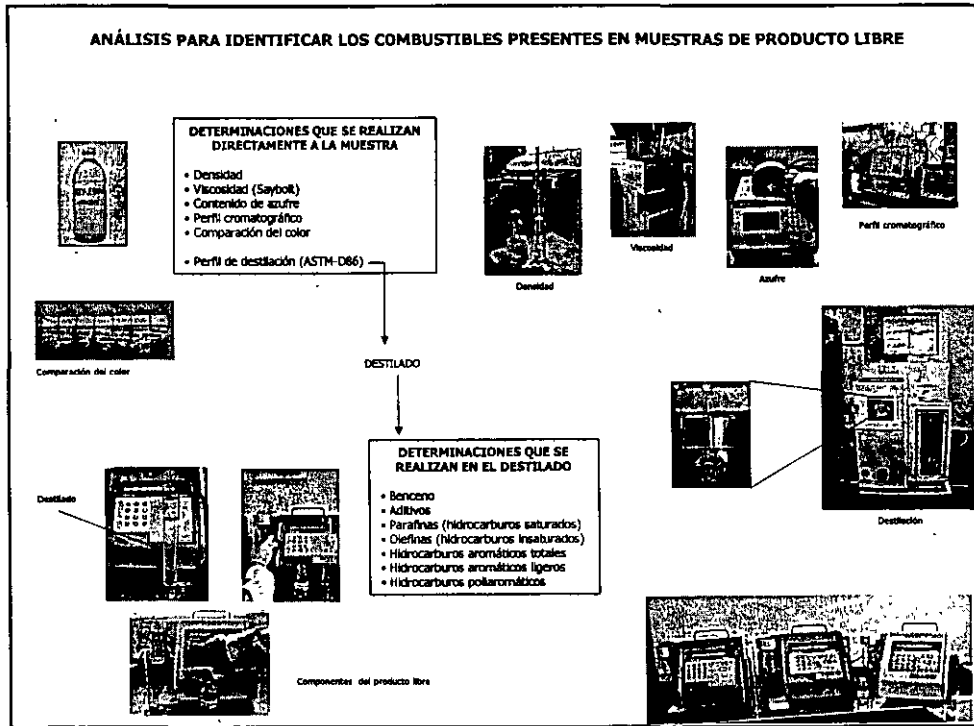 ANÁLISIS PARA IDENTIFICAR LOS COMBUSTIBLES PRESENTES EN MUESTRAS DE PRODUCTO LIBRE
DETERMINACIONES QUE SE REALIZAN
DIRECTAMENTE A LA MUESTRA
• Densidad
• Viscosidad (Saybolt)
• Contenido de azufre
• Perfil cromatográfico
• Comparación del color
• Perfil de destilación (ASTM-D86)
Densidad
Viscosidad
Azufre
Perfil cromatográfico
Comparación del color
DESTILADO
DETERMINACIONES QUE SE
REALIZAN EN EL DESTILADO
• Benceno
• Aditivos
• Parafinas (hidrocarburos saturados)
• Olefinas (hidrocarburos insaturados)
• Hidrocarburos aromáticos totales
• Hidrocarburos aromáticos ligeros
• Hidrocarburos poliaromáticos
Destilado
Destilación
Componentes del producto libre